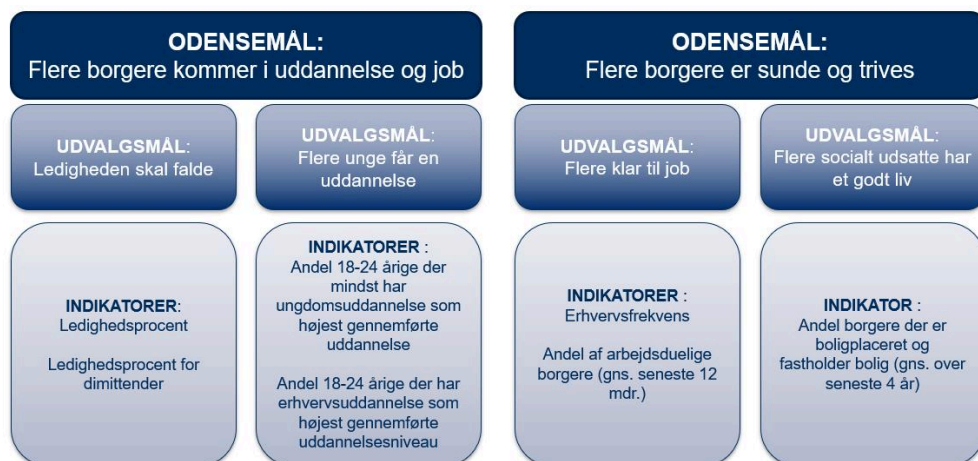 ODENSEMÅL:
Flere borgere kommer i uddannelse og job
UDVALGSMÅL:
Ledigheden skal falde
UDVALGSMÅL:
Flere unge får en
uddannelse
INDIKATORER:
Ledighedsprocent
Ledighedsprocent for
dimittender
INDIKATORER :
Andel 18-24 årige der
mindst har
ungdomsuddannelse som
højest gennemførte
uddannelse
Andel 18-24 årige der har
erhvervsuddannelse som
højest gennemførte
uddannelsesniveau
ODENSEMÅL:
Flere borgere er sunde og trives
UDVALGSMÅL:
Flere klar til job
UDVALGSMÅL:
Flere socialt udsatte har
et godt liv
INDIKATORER :
Erhvervsfrekvens
Andel af arbejdsduelige
borgere (gns. seneste 12
mdr.)
INDIKATOR :
Andel borgere der er
boligplaceret og
fastholder bolig (gns. over
seneste 4 år)